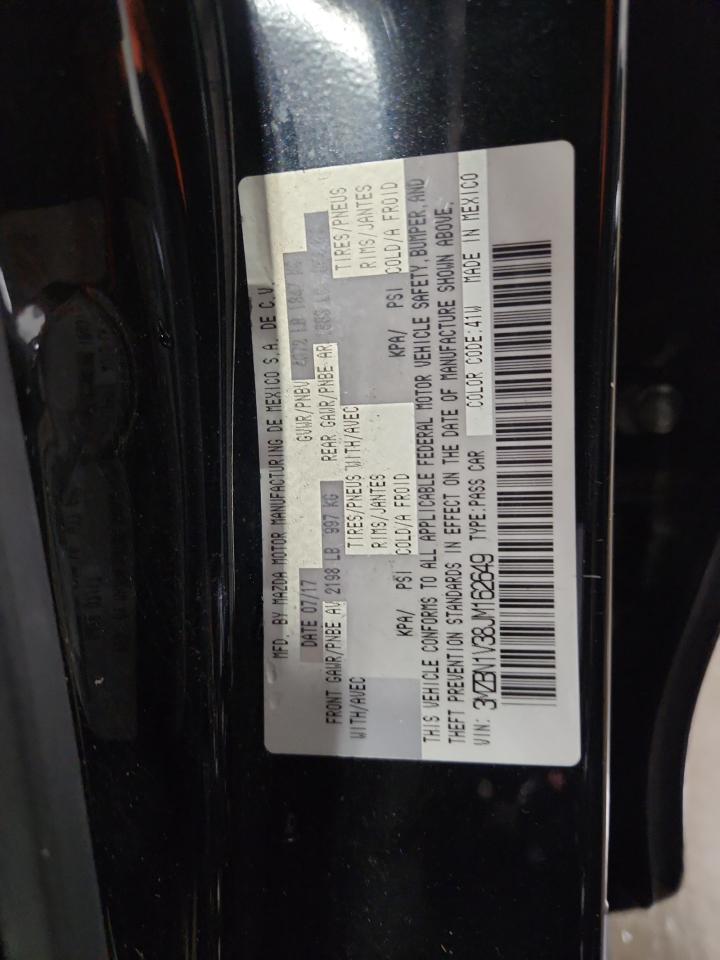 MFD. BY MAZDA MOTOR MANUFACTURING DE MEXICO S.A. DE C.V.
DATE 07/17 GVWR/PNBV LB KG
FRONT GAWR/PNBE AV 2198 LB 997 KG REAR GAWR/PNBE AR
WITH/AVEC TIRES/PNEUS WITH/AVEC TIRES/PNEUS
RIMS/JANTES RIMS/JANTES
KPA/ PSI COLD/A FROID KPA/ PSI COLD/A FROID
THIS VEHICLE CONFORMS TO ALL APPLICABLE FEDERAL MOTOR VEHICLE SAFETY, BUMPER, AND
THEFT PREVENTION STANDARDS IN EFFECT ON THE DATE OF MANUFACTURE SHOWN ABOVE.
VIN: 3MZBN1V38JM162649 TYPE:PASS CAR COLOR CODE:41W MADE IN MEXICO